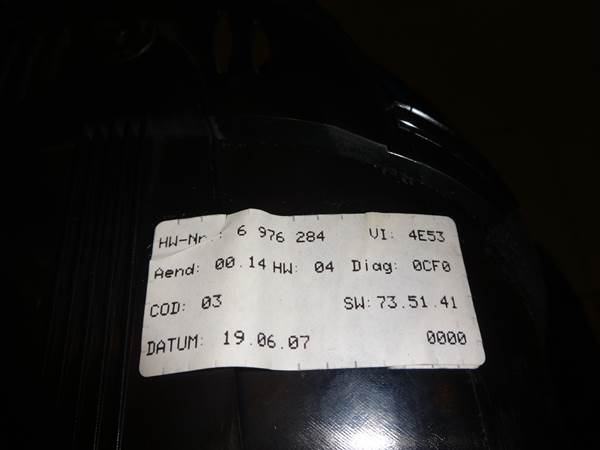 HW-Nr.: 6 976 284 VI: 4E53
Aend: 00.14 HW: 04 Diag: 0CF0
COD: 03 SW: 73.51.41
DATUM: 19.06.07 0000